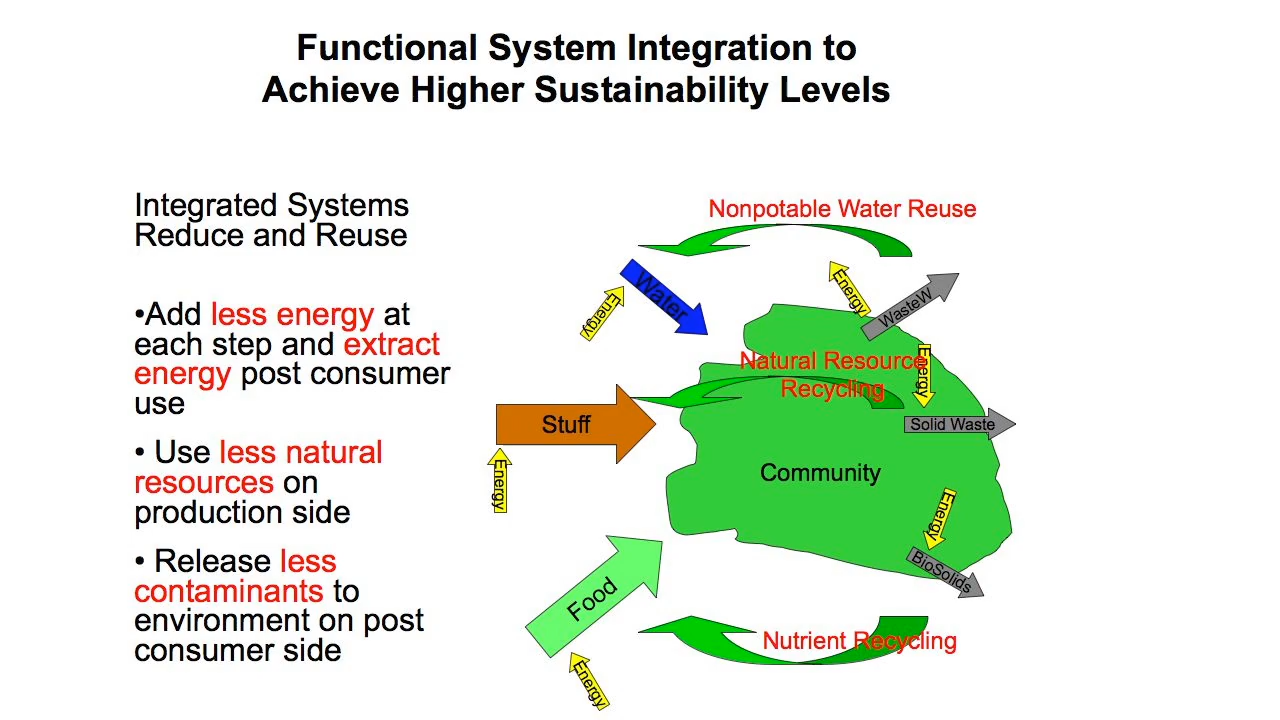 Functional System Integration to
Achieve Higher Sustainability Levels
Integrated Systems
Reduce and Reuse
•Add less energy at
each step and extract
energy post consumer
use
• Use less natural
resources on
production side
• Release less
contaminants to
environment on post
consumer side
Nonpotable Water Reuse
Water
Energy
Energy
WasteW
Natural Resource
Recycling
Energy
Stuff
Solid Waste
Energy
Community
Energy
BioSolids
Food
Nutrient Recycling
Energy